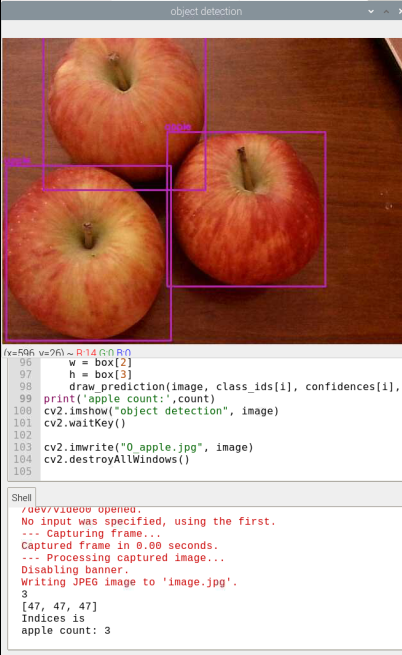 object detection
apple
apple
(x=596, y=26) ~ R:14 G:0 B:0
96 w = box[2]
97 h = box[3]
98 draw_prediction(image, class_ids[i], confidences[i],
99 print('apple count:',count)
100 cv2.imshow("object detection", image)
101 cv2.waitKey()
102
103 cv2.imwrite("O_apple.jpg", image)
104 cv2.destroyAllWindows()
105
Shell
/dev/video0 opened.
No input was specified, using the first.
--- Capturing frame...
Captured frame in 0.00 seconds.
--- Processing captured image...
Disabling banner.
Writing JPEG image to 'image.jpg'.
3
[47, 47, 47]
Indices is
apple count: 3